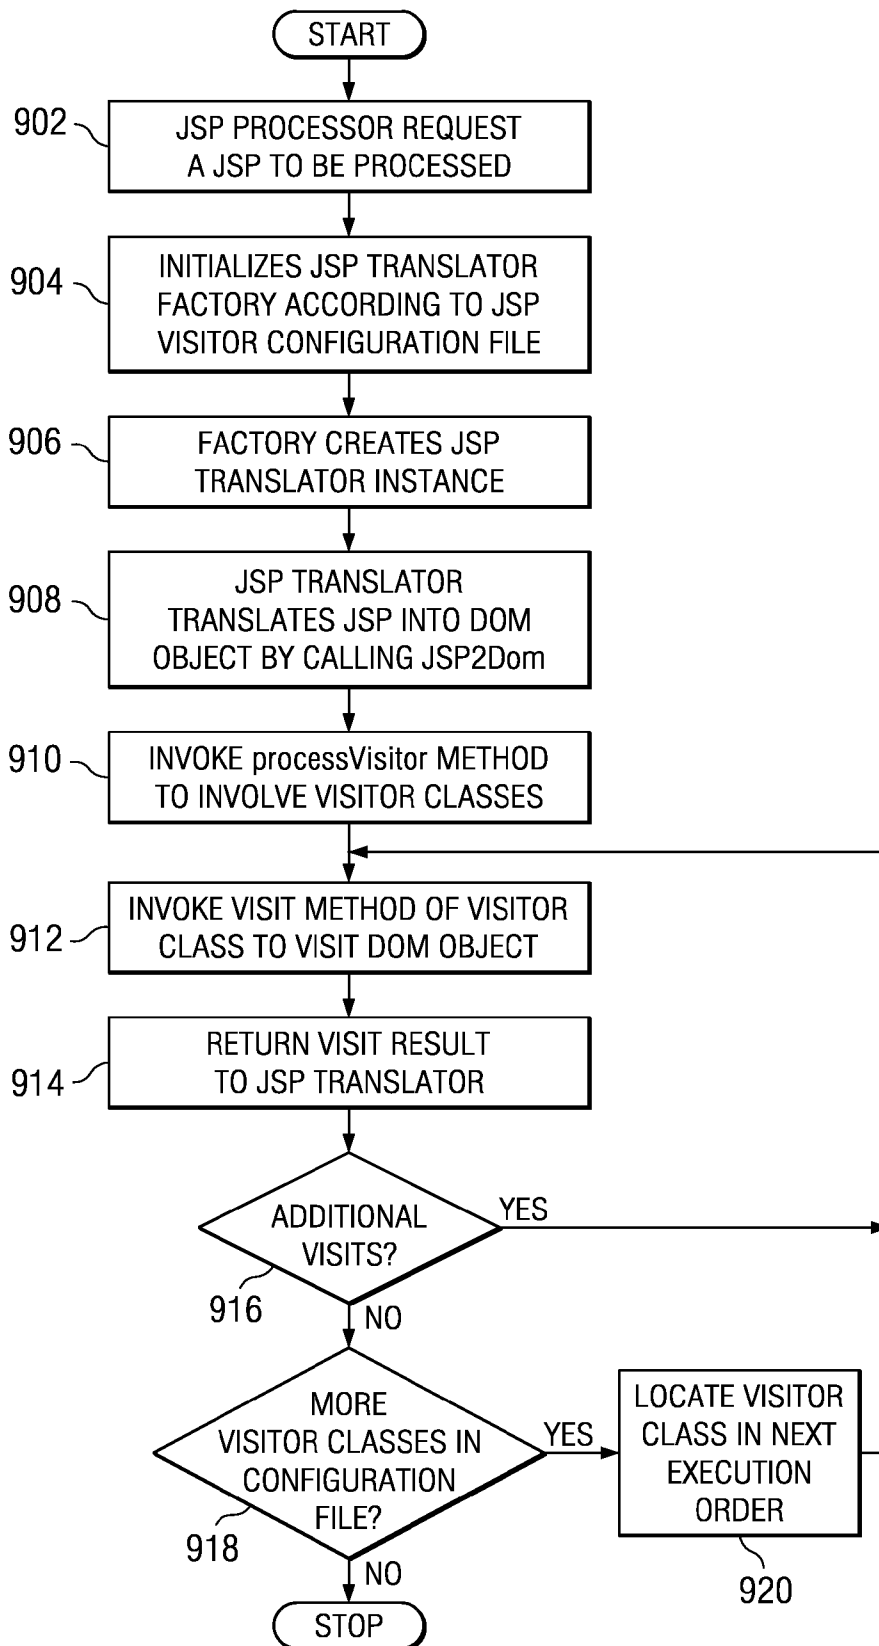 START
902
JSP PROCESSOR REQUEST
A JSP TO BE PROCESSED
904
INITIALIZES JSP TRANSLATOR
FACTORY ACCORDING TO JSP
VISITOR CONFIGURATION FILE
906
FACTORY CREATES JSP
TRANSLATOR INSTANCE
908
JSP TRANSLATOR
TRANSLATES JSP INTO DOM
OBJECT BY CALLING JSP2Dom
910
INVOKE processVisitor METHOD
TO INVOLVE VISITOR CLASSES
912
INVOKE VISIT METHOD OF VISITOR
CLASS TO VISIT DOM OBJECT
914
RETURN VISIT RESULT
TO JSP TRANSLATOR
ADDITIONAL
VISITS?
YES
916
NO
MORE
VISITOR CLASSES IN
CONFIGURATION
FILE?
YES
918
NO
LOCATE VISITOR
CLASS IN NEXT
EXECUTION
ORDER
920
STOP